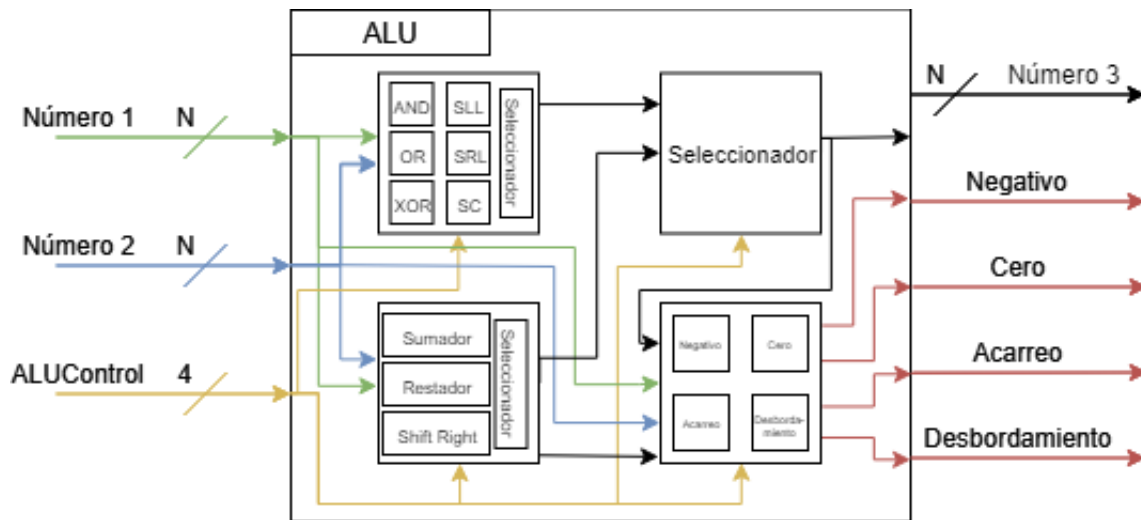 ALU
Número 1 N
Número 2 N
ALUControl 4
AND
SLL
OR
SRL
XOR
SC
Seleccionador
Seleccionador
Sumador
Restador
Shift Right
Seleccionador
Negativo
Cero
Acarreo
Desborda-
miento
N Número 3
Negativo
Cero
Acarreo
Desbordamiento